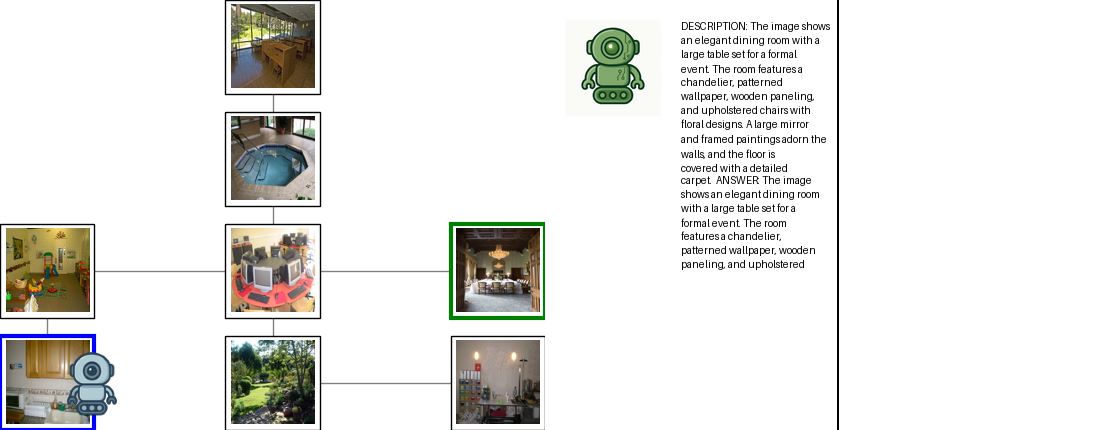 DESCRIPTION: The image shows
an elegant dining room with a
large table set for a formal
event. The room features a
chandelier, patterned
wallpaper, wooden paneling,
and upholstered chairs with
floral designs. A large mirror
and framed paintings adorn the
walls, and the floor is
covered with a detailed
carpet. ANSWER: The image
shows an elegant dining room
with a large table set for a
formal event. The room
features a chandelier,
patterned wallpaper, wooden
paneling, and upholstered